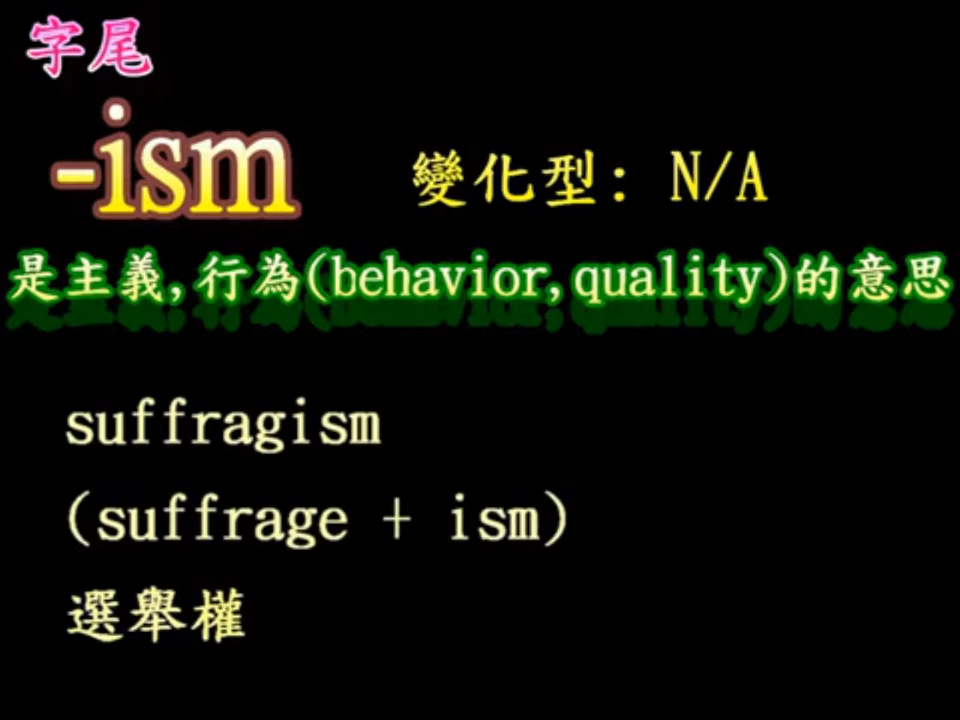 字尾
-ism 變化型: N/A
是主義,行為(behavior,quality)的意思
suffragism
(suffrage + ism)
選舉權